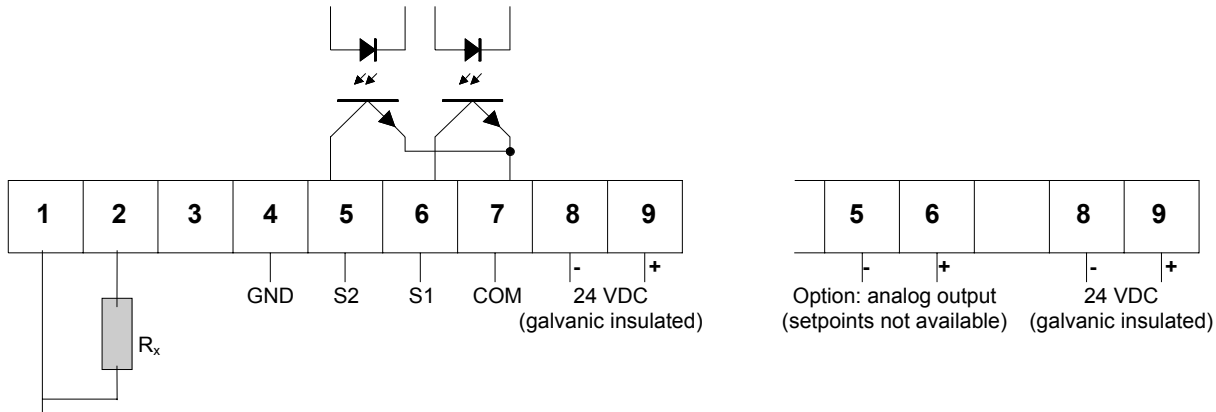 1 2 3 4 5 6 7 8 9
5 6 8 9
- +
- +
- +
GND S2 S1 COM 24 VDC
(galvanic insulated)
Option: analog output
(setpoints not available)
24 VDC
(galvanic insulated)
Rx